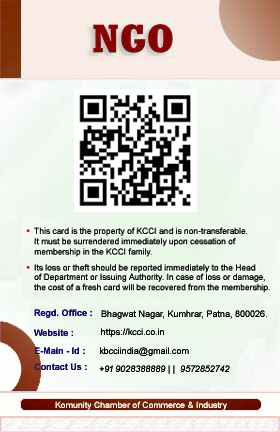 NGO
• This card is the property of KCCI and is non-transferable.
It must be surrendered immediately upon cessation of
membership in the KCCI family.
• Its loss or theft should be reported immediately to the Head
of Department or Issuing Authority. In case of loss or damage,
the cost of a fresh card will be recovered from the membership.
Regd. Office : Bhagwat Nagar, Kumhrar, Patna, 800026.
Website : https://kcci.co.in
E-Main - Id : kbcciindia@gmail.com
Contact Us : +91 9028388889 | | 9572852742
Komunity Chamber of Commerce & Industry